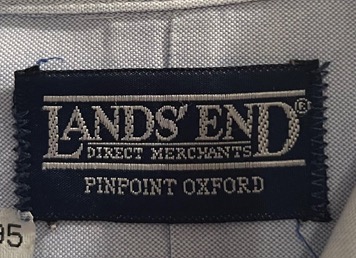 LANDS' END®
DIRECT MERCHANTS
PINPOINT OXFORD
95